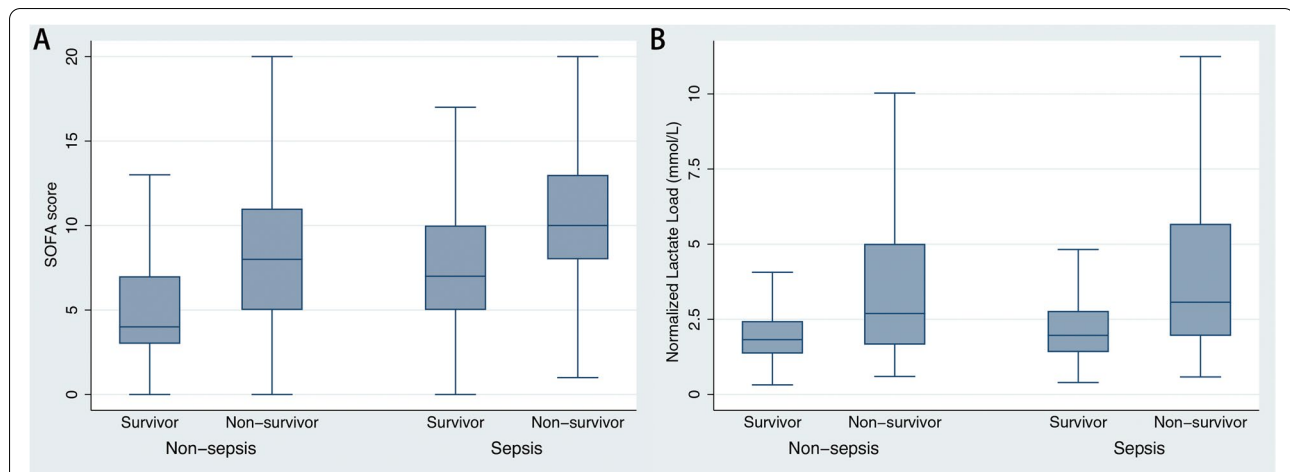 A
SOFA score
20
15
10
5
0
Survivor Non-survivor Survivor Non-survivor
Non-sepsis Sepsis
B
Normalized Lactate Load (mmol/L)
10
7.5
5
2.5
0
Survivor Non-survivor Survivor Non-survivor
Non-sepsis Sepsis